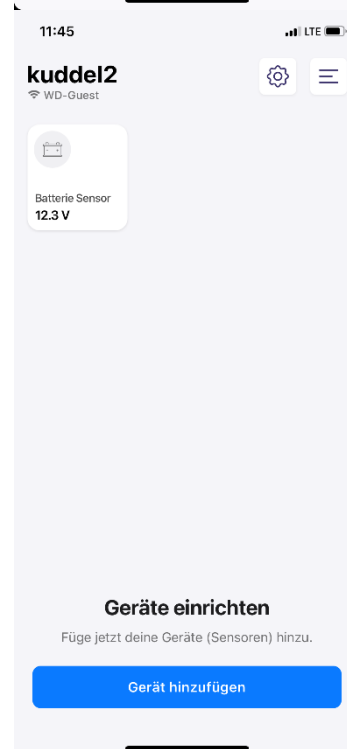 11:45
LTE
kuddel2
WD-Guest
Batterie Sensor
12.3 V
Geräte einrichten
Füge jetzt deine Geräte (Sensoren) hinzu.
Gerät hinzufügen